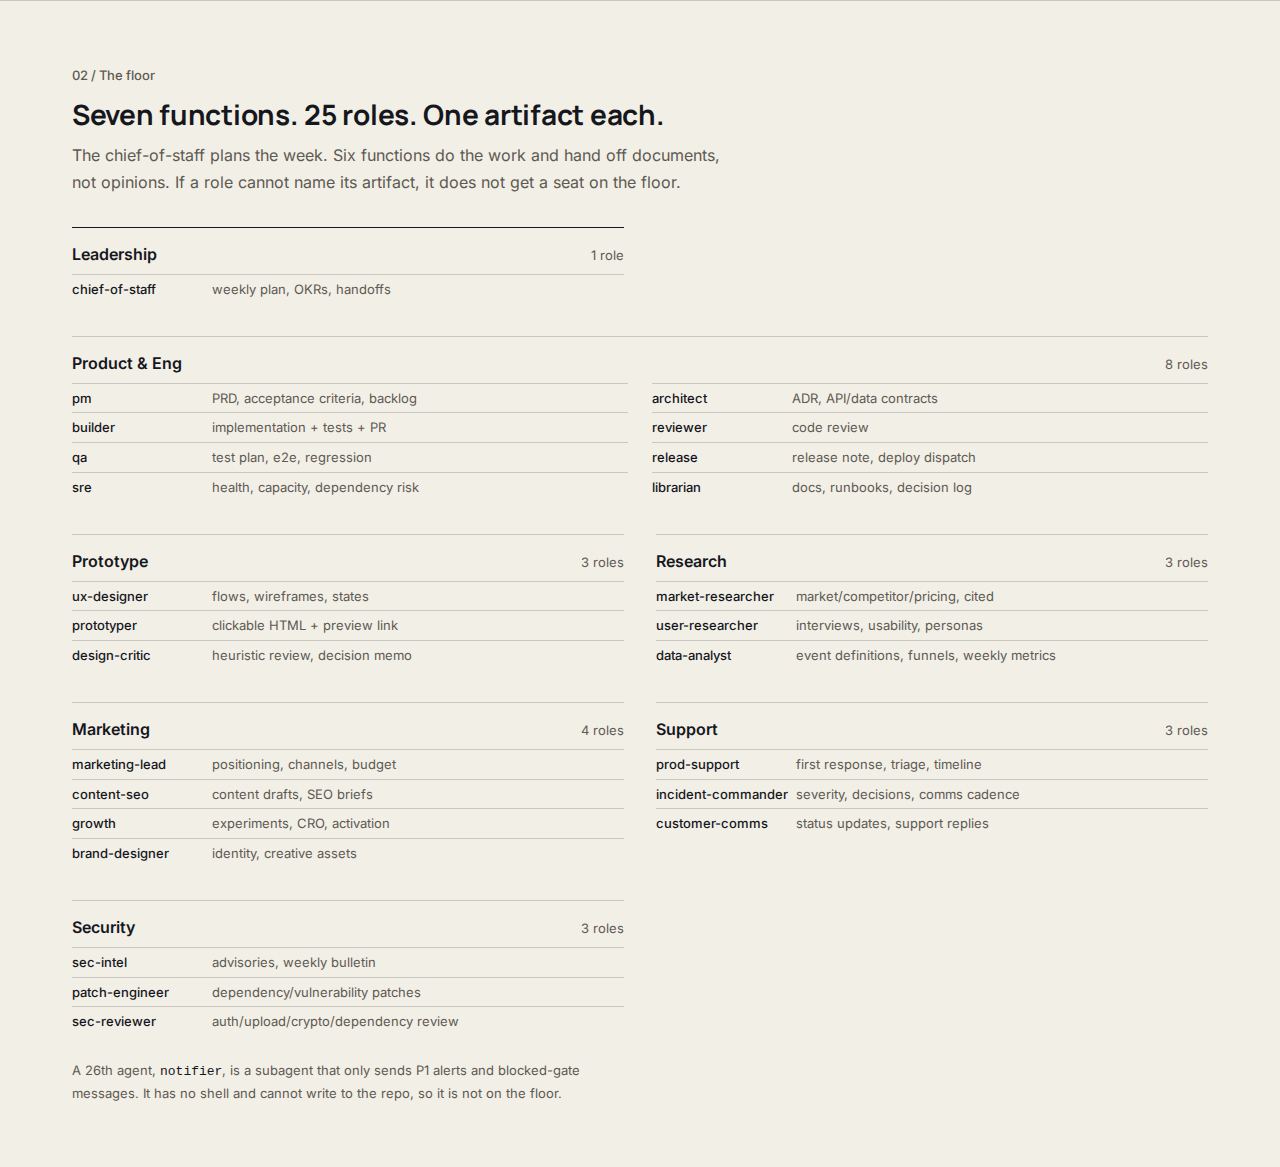 02 / The floor
Seven functions. 25 roles. One artifact each.
The chief-of-staff plans the week. Six functions do the work and hand off documents,
not opinions. If a role cannot name its artifact, it does not get a seat on the floor.
Leadership 1 role
chief-of-staff weekly plan, OKRs, handoffs
Product & Eng 8 roles
pm PRD, acceptance criteria, backlog
architect ADR, API/data contracts
builder implementation + tests + PR
reviewer code review
qa test plan, e2e, regression
release release note, deploy dispatch
sre health, capacity, dependency risk
librarian docs, runbooks, decision log
Prototype 3 roles
ux-designer flows, wireframes, states
prototyper clickable HTML + preview link
design-critic heuristic review, decision memo
Research 3 roles
market-researcher market/competitor/pricing, cited
user-researcher interviews, usability, personas
data-analyst event definitions, funnels, weekly metrics
Marketing 4 roles
marketing-lead positioning, channels, budget
content-seo content drafts, SEO briefs
growth experiments, CRO, activation
brand-designer identity, creative assets
Support 3 roles
prod-support first response, triage, timeline
incident-commander severity, decisions, comms cadence
customer-comms status updates, support replies
Security 3 roles
sec-intel advisories, weekly bulletin
patch-engineer dependency/vulnerability patches
sec-reviewer auth/upload/crypto/dependency review
A 26th agent, notifier, is a subagent that only sends P1 alerts and blocked-gate
messages. It has no shell and cannot write to the repo, so it is not on the floor.